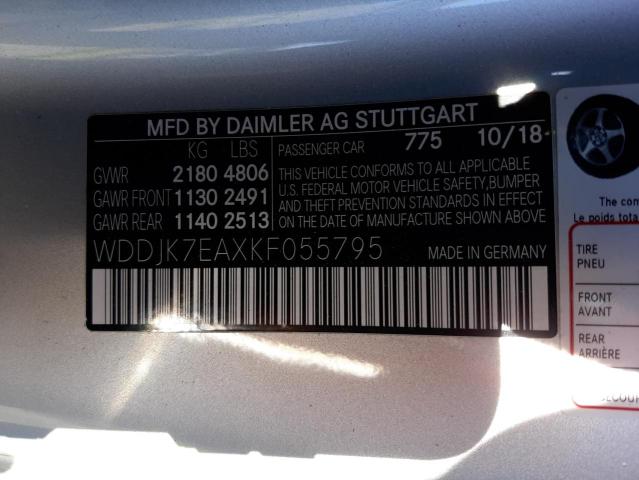 MFD BY DAIMLER AG STUTTGART
KG LBS
GVWR 2180 4806
GAWR FRONT 1130 2491
GAWR REAR 1140 2513
PASSENGER CAR 775 10/18
THIS VEHICLE CONFORMS TO ALL APPLICABLE
U.S. FEDERAL MOTOR VEHICLE SAFETY,BUMPER
AND THEFT PREVENTION STANDARDS IN EFFECT
ON THE DATE OF MANUFACTURE SHOWN ABOVE
WDDJK7EAXKF055795 MADE IN GERMANY
The com
Le poids total
TIRE
PNEU
FRONT
AVANT
REAR
ARRIÈRE